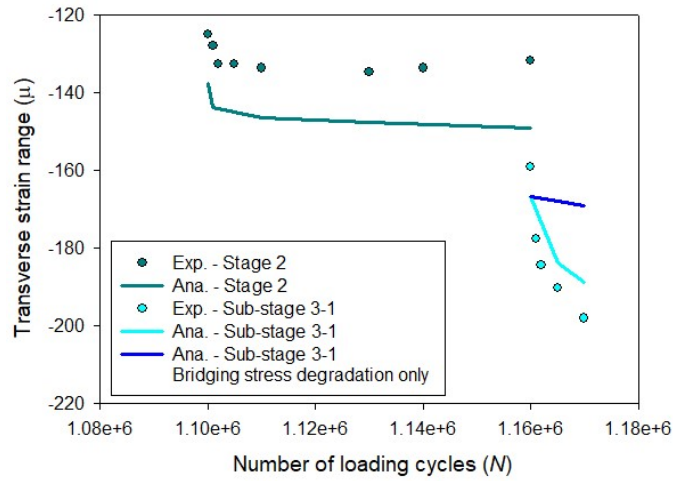 -120
-140
-160
-180
-200
-220
Transverse strain range (μ)
Exp. - Stage 2
Ana. - Stage 2
Exp. - Sub-stage 3-1
Ana. - Sub-stage 3-1
Ana. - Sub-stage 3-1
Bridging stress degradation only
1.08e+6 1.10e+6 1.12e+6 1.14e+6 1.16e+6 1.18e+6
Number of loading cycles (N)